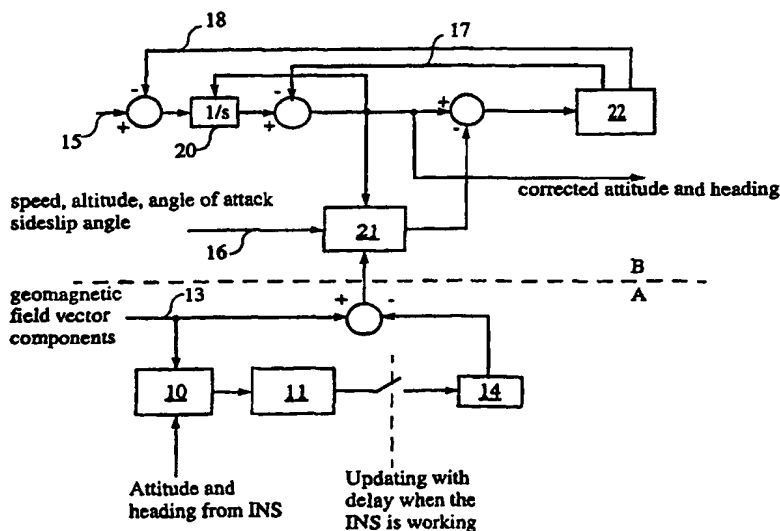 18
17
-
-
+
-
15
+
1/s
+
22
20
speed, altitude, angle of attack
sideslip angle
corrected attitude and heading
21
16
B
A
geomagnetic
field vector
components
13
+
-
10
11
14
Attitude and
heading from INS
Updating with
delay when the
INS is working